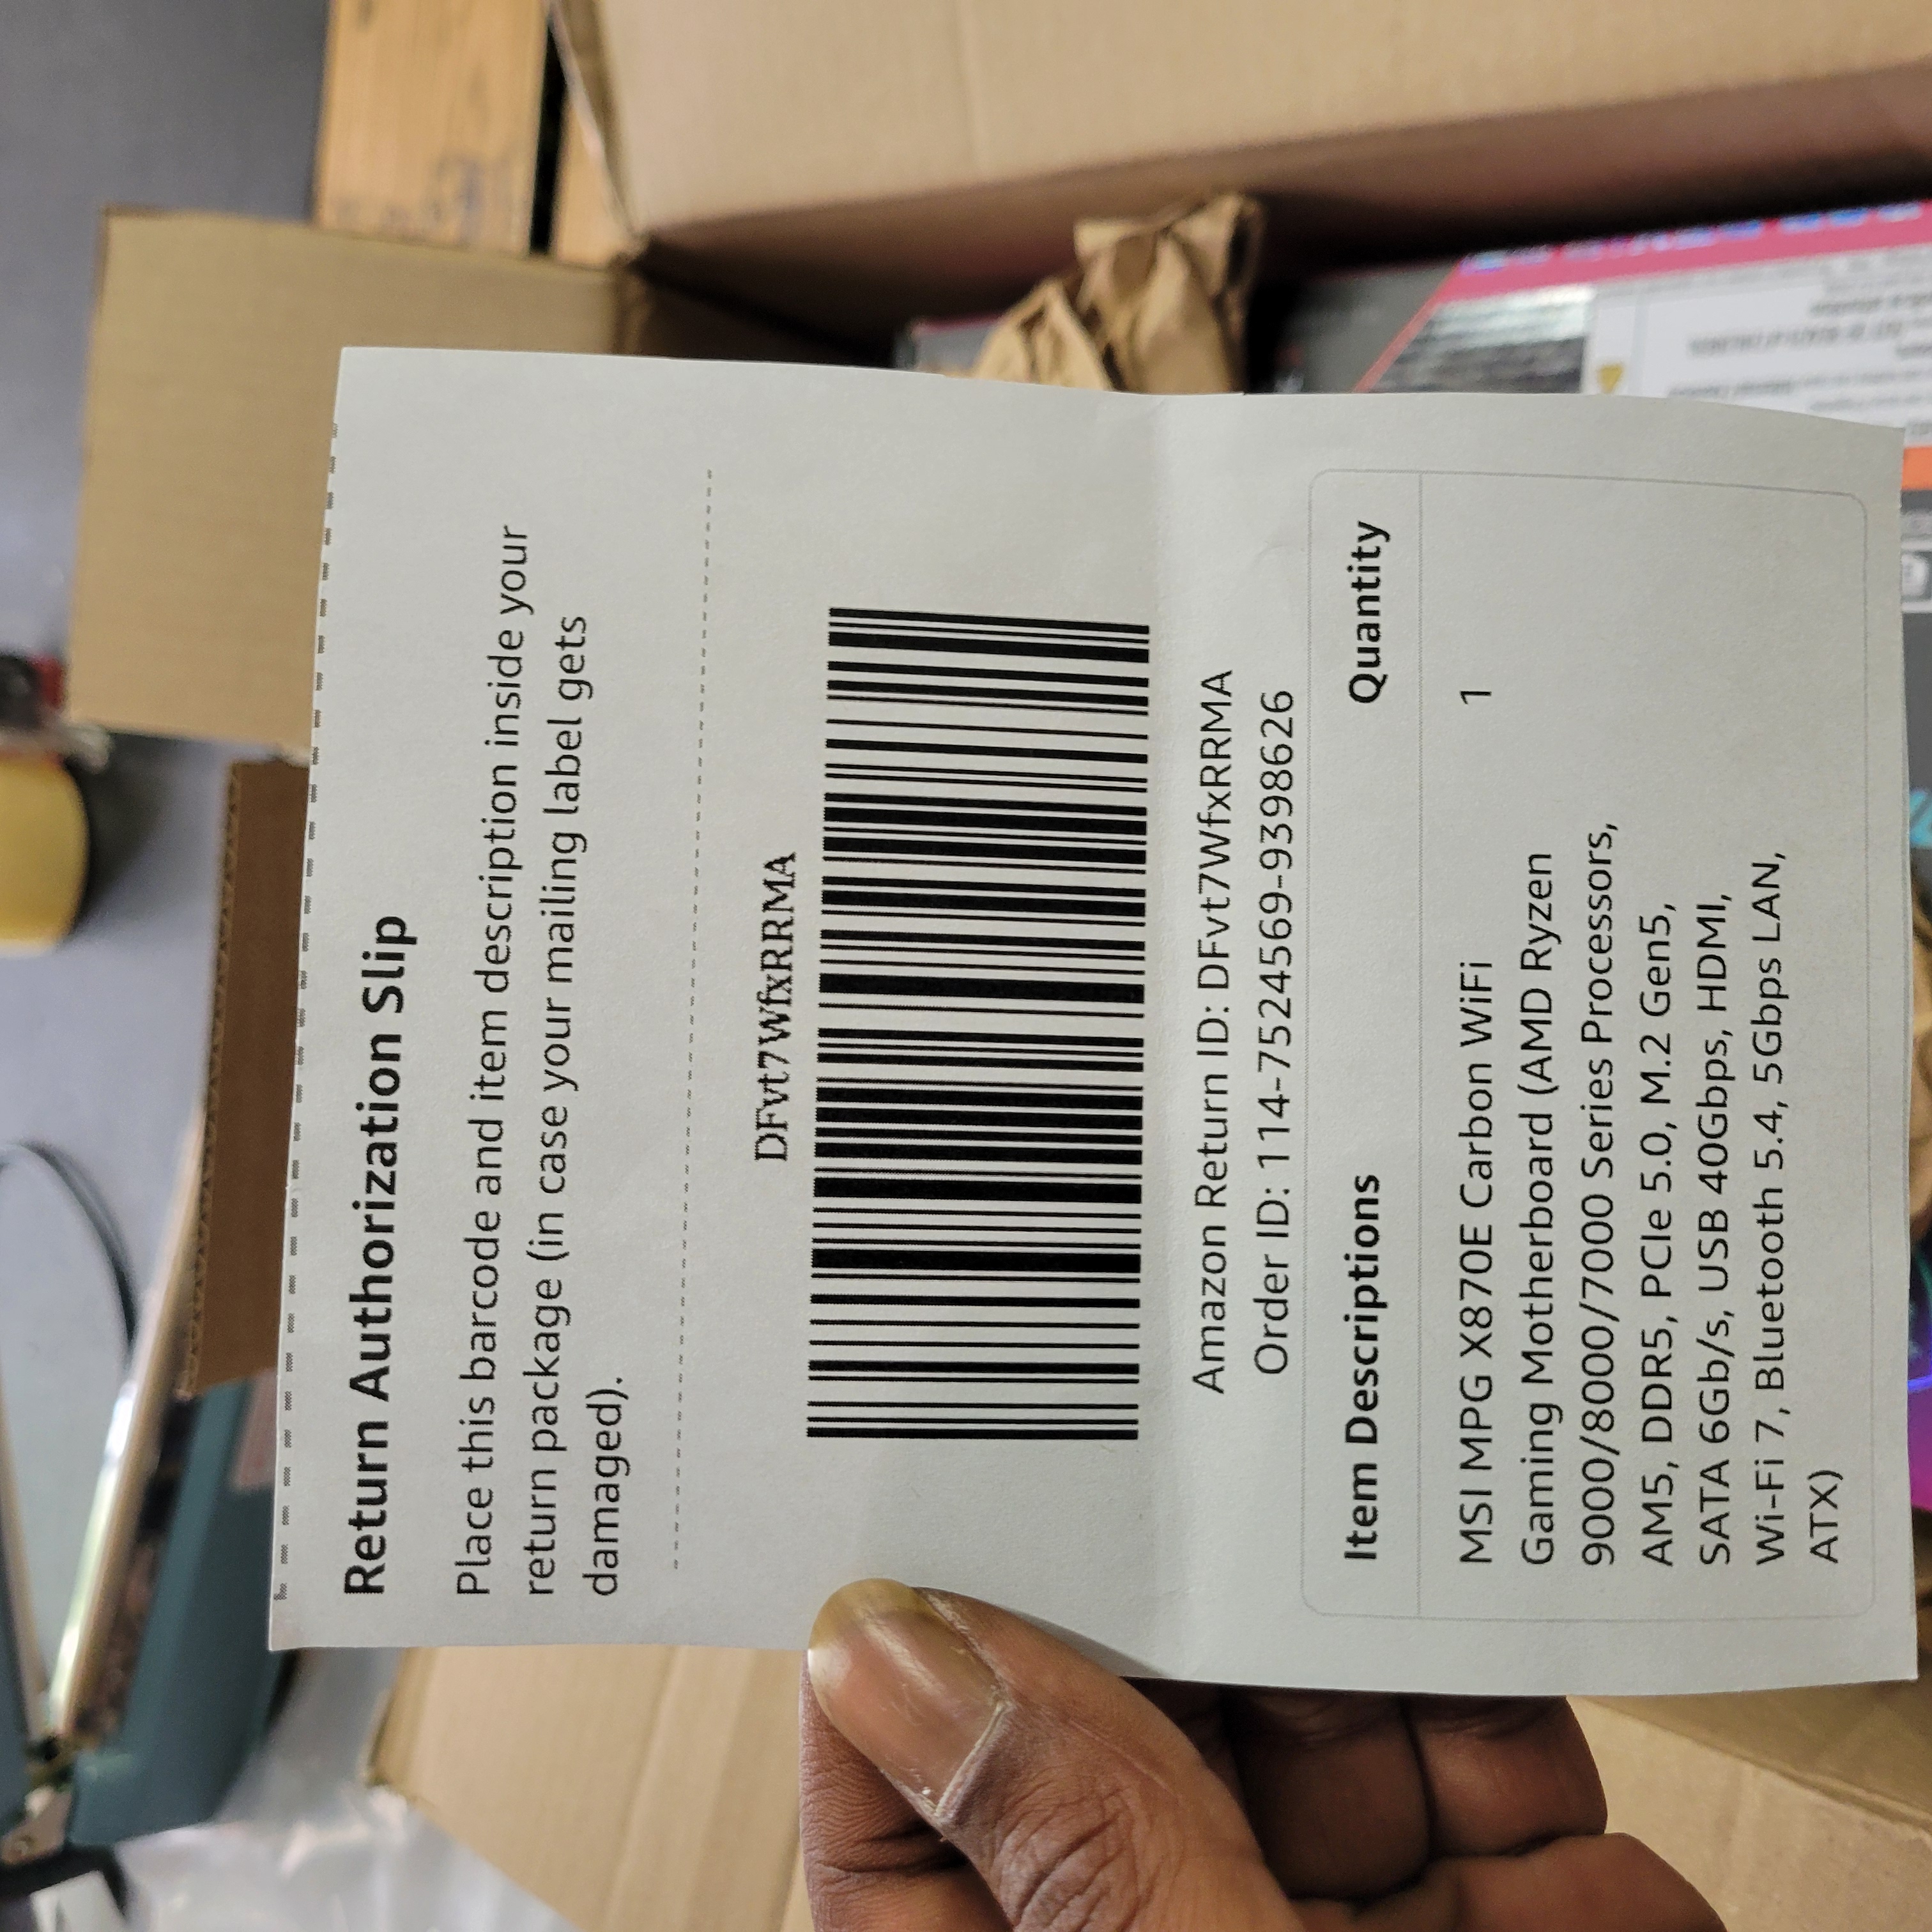 Return Authorization Slip
Place this barcode and item description inside your
return package (in case your mailing label gets
damaged).
DFvt7WfxRRMA
Amazon Return ID: DFvt7WfxRRMA
Order ID: 114-7524569-9398626
Item Descriptions Quantity
MSI MPG X870E Carbon WiFi 1
Gaming Motherboard (AMD Ryzen
9000/8000/7000 Series Processors,
AM5, DDR5, PCIe 5.0, M.2 Gen5,
SATA 6Gb/s, USB 40Gbps, HDMI,
Wi-Fi 7, Bluetooth 5.4, 5Gbps LAN,
ATX)